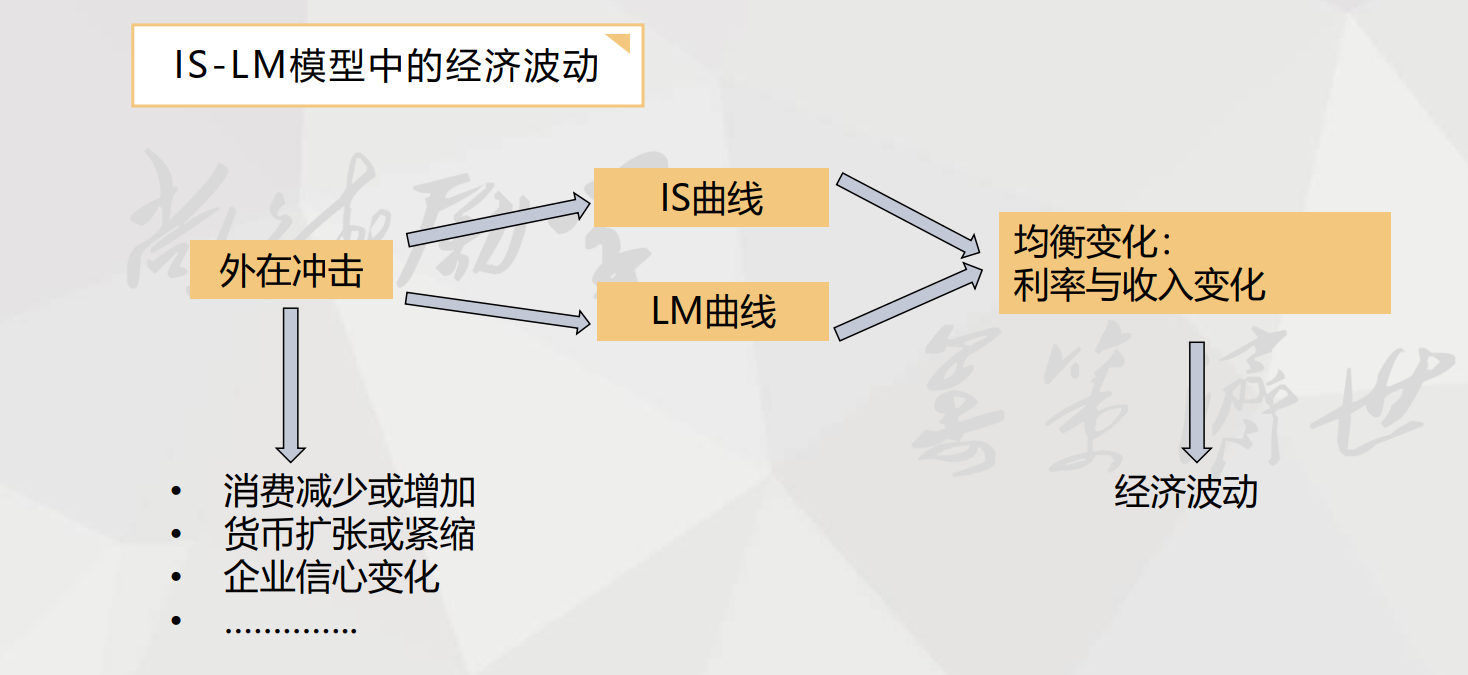 IS-LM模型中的经济波动
IS曲线
外在冲击
LM曲线
均衡变化：
利率与收入变化
消费减少或增加
货币扩张或紧缩
企业信心变化
…………..
经济波动